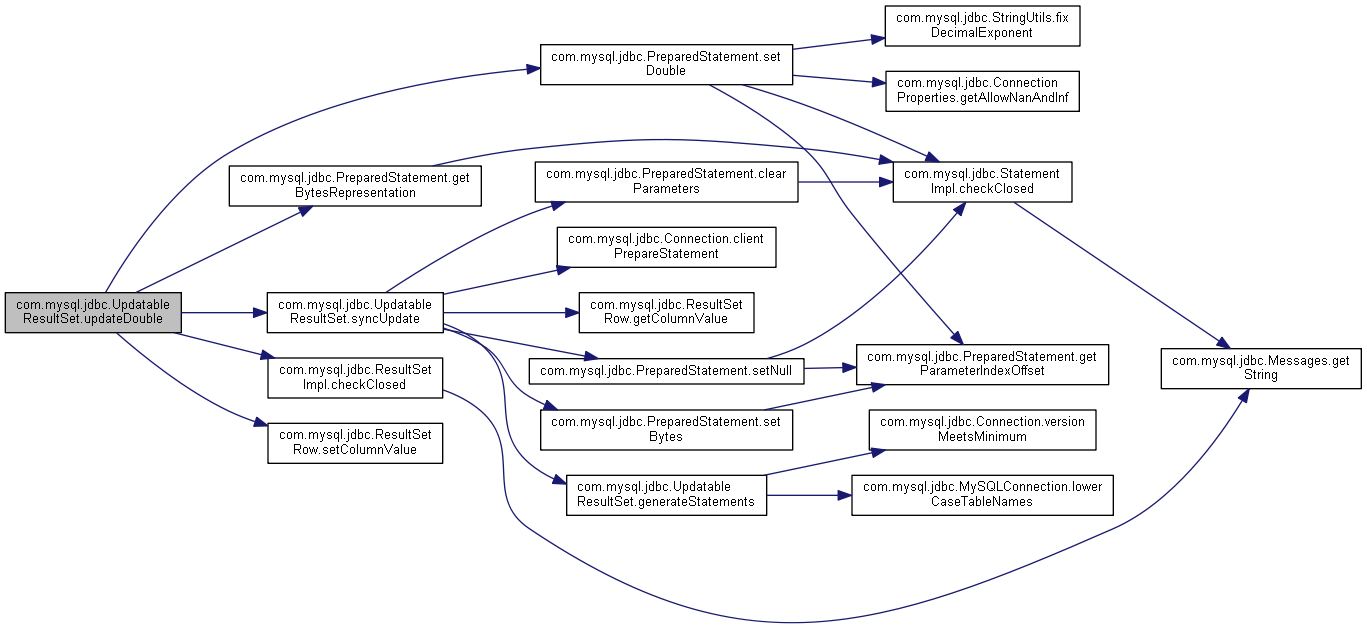 com.mysql.jdbc.StringUtils.fix
DecimalExponent
com.mysql.jdbc.PreparedStatement.set
Double
com.mysql.jdbc.Connection
Properties.getAllowNanAndInf
com.mysql.jdbc.PreparedStatement.get
BytesRepresentation
com.mysql.jdbc.PreparedStatement.clear
Parameters
com.mysql.jdbc.Statement
Impl.checkClosed
com.mysql.jdbc.Connection.client
PrepareStatement
com.mysql.jdbc.Updatable
ResultSet.updateDouble
com.mysql.jdbc.Updatable
ResultSet.syncUpdate
com.mysql.jdbc.ResultSet
Row.getColumnValue
com.mysql.jdbc.ResultSet
Impl.checkClosed
com.mysql.jdbc.PreparedStatement.setNull
com.mysql.jdbc.PreparedStatement.get
ParameterIndexOffset
com.mysql.jdbc.Messages.get
String
com.mysql.jdbc.ResultSet
Row.setColumnValue
com.mysql.jdbc.PreparedStatement.set
Bytes
com.mysql.jdbc.Connection.version
MeetsMinimum
com.mysql.jdbc.Updatable
ResultSet.generateStatements
com.mysql.jdbc.MySQLConnection.lower
CaseTableNames